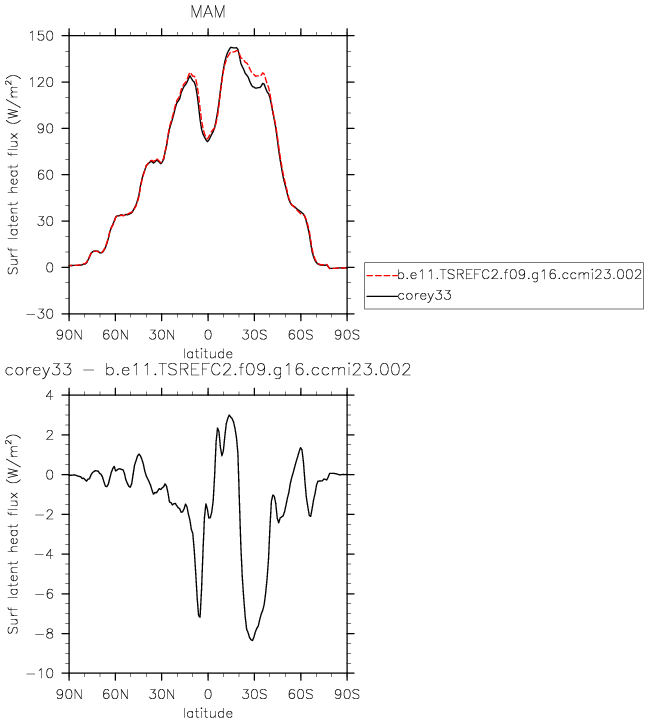 MAM
150
120
90
60
30
0
−30
Surf latent heat flux (W/m²)
90N 60N 30N 0 30S 60S 90S
latitude
b.e11.TSREFC2.f09.g16.ccmi23.002
corey33
corey33 − b.e11.TSREFC2.f09.g16.ccmi23.002
4
2
0
−2
−4
−6
−8
−10
Surf latent heat flux (W/m²)
90N 60N 30N 0 30S 60S 90S
latitude